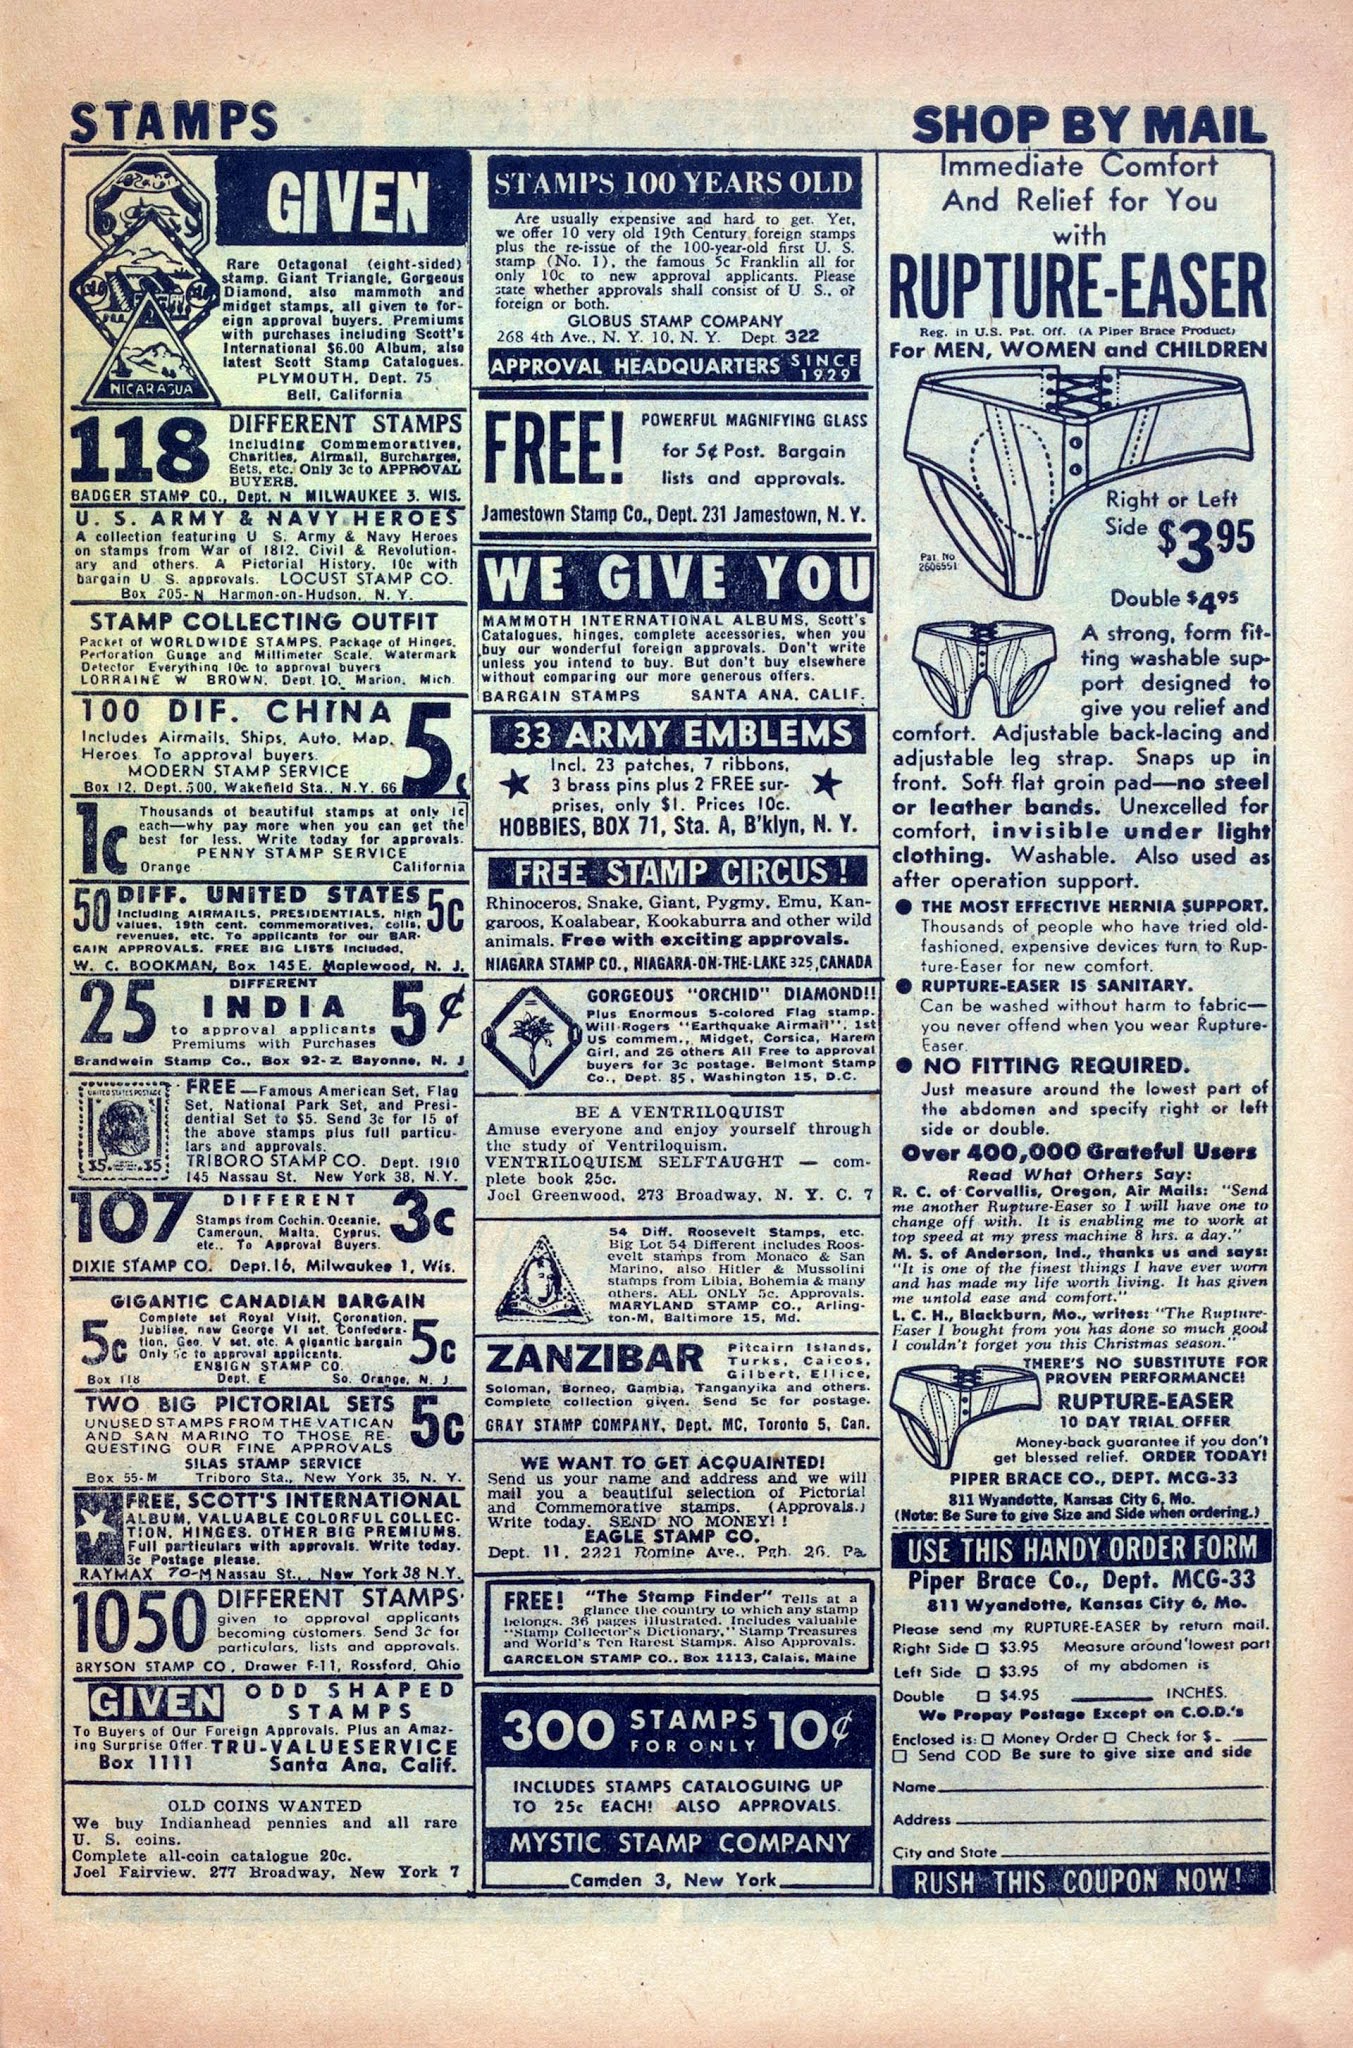 STAMPS
SHOP BY MAIL
GIVEN
Rare Octagonal (eight-sided)
stamp. Giant Triangle, Gorgeous
Diamond, also mammoth and
midget stamps, all given to for-
eign approval buyers. Premiums
with purchases including Scott's
International $6.00 Album, also
latest Scott Stamp Catalogues.
PLYMOUTH, Dept. 75
Bell, California
NICARAGUA
118 DIFFERENT STAMPS
Including Commemoratives,
Charities, Airmail, Surcharges,
Sets, etc. Only 3c to APPROVAL
BUYERS.
BADGER STAMP CO., Dept. N MILWAUKEE 3, WIS.
U. S. ARMY & NAVY HEROES
A collection featuring U S. Army & Navy Heroes
on stamps from War of 1812, Civil & Revolution-
ary and others. A Pictorial History, 10c with
bargain U. S. approvals. LOCUST STAMP CO.
Box 205-N Harmon-on-Hudson, N. Y.
STAMP COLLECTING OUTFIT
Packet of WORLDWIDE STAMPS, Package of Hinges,
Perforation Guage and Millimeter Scale, Watermark
Detector Everything 10c to approval buyers
LORRAINE W BROWN, Dept. 10, Marion, Mich.
100 DIF. CHINA 5c
Includes Airmails, Ships, Auto, Map,
Heroes. To approval buyers.
MODERN STAMP SERVICE
Box 12, Dept. 500, Wakefield Sta., N.Y. 66
1c
Thousands of beautiful stamps at only 1c
each—why pay more when you can get the
best for less. Write today for approvals.
PENNY STAMP SERVICE
Orange California
50 DIFF. UNITED STATES 5c
Including AIRMAILS, PRESIDENTIALS, high
values, 19th cent. commemoratives, coils,
revenues, etc. To applicants for our BAR-
GAIN APPROVALS. FREE BIG LISTS included.
W. C. BOOKMAN, Box 145E, Maplewood, N. J.
25 DIFFERENT
INDIA 5¢
to approval applicants
Premiums with Purchases
Brandwein Stamp Co., Box 92-Z Bayonne, N. J
UNITED STATES POSTAGE
$5 $5
FREE—Famous American Set, Flag
Set, National Park Set, and Presi-
dential Set to $5. Send 3c for 15 of
the above stamps plus full particu-
lars and approvals.
TRIBORO STAMP CO. Dept. 1910
145 Nassau St. New York 38, N.Y.
107 DIFFERENT 3c
Stamps from Cochin, Oceanie,
Cameroun, Malta, Cyprus,
etc., To Approval Buyers.
DIXIE STAMP CO. Dept.16, Milwaukee 1, Wis.
GIGANTIC CANADIAN BARGAIN
5c 5c
Complete set Royal Visit, Coronation,
Jubilee, new George VI set, Confedera-
tion, Geo. V set, etc. A gigantic bargain
Only 5c to approval applicants.
ENSIGN STAMP CO.
Box 118 Dept. E So. Orange, N. J.
TWO BIG PICTORIAL SETS 5c
UNUSED STAMPS FROM THE VATICAN
AND SAN MARINO TO THOSE RE-
QUESTING OUR FINE APPROVALS
SILAS STAMP SERVICE
Box 55-M Triboro Sta., New York 35, N. Y.
FREE, SCOTT'S INTERNATIONAL
ALBUM, VALUABLE COLORFUL COLLEC-
TION, HINGES, OTHER BIG PREMIUMS.
Full particulars with approvals. Write today.
3c Postage please.
RAYMAX 70-M Nassau St., New York 38 N.Y.
1050 DIFFERENT STAMPS
given to approval applicants
becoming customers. Send 3c for
particulars, lists and approvals.
BRYSON STAMP CO., Drawer F-11, Rossford, Ohio
GIVEN ODD SHAPED
STAMPS
To Buyers of Our Foreign Approvals. Plus an Amaz-
ing Surprise Offer. TRU-VALUESERVICE
Box 1111 Santa Ana, Calif.
OLD COINS WANTED
We buy Indianhead pennies and all rare
U. S. coins.
Complete all-coin catalogue 20c.
Joel Fairview, 277 Broadway, New York 7
STAMPS 100 YEARS OLD
Are usually expensive and hard to get. Yet,
we offer 10 very old 19th Century foreign stamps
plus the re-issue of the 100-year-old first U. S.
stamp (No. 1), the famous 5c Franklin all for
only 10c to new approval applicants. Please
state whether approvals shall consist of U. S., or
foreign or both.
GLOBUS STAMP COMPANY
268 4th Ave., N. Y. 10, N. Y. Dept. 322
APPROVAL HEADQUARTERS SINCE 1929
FREE! POWERFUL MAGNIFYING GLASS
for 5¢ Post. Bargain
lists and approvals.
Jamestown Stamp Co., Dept. 231 Jamestown, N. Y.
WE GIVE YOU
MAMMOTH INTERNATIONAL ALBUMS, Scott's
Catalogues, hinges, complete accessories, when you
buy our wonderful foreign approvals. Don't write
unless you intend to buy. But don't buy elsewhere
without comparing our more generous offers.
BARGAIN STAMPS SANTA ANA, CALIF.
33 ARMY EMBLEMS
Incl. 23 patches, 7 ribbons,
3 brass pins plus 2 FREE sur-
prises, only $1. Prices 10c.
HOBBIES, BOX 71, Sta. A, B'klyn, N. Y.
FREE STAMP CIRCUS!
Rhinoceros, Snake, Giant, Pygmy, Emu, Kan-
garoos, Koalabear, Kookaburra and other wild
animals. Free with exciting approvals.
NIAGARA STAMP CO., NIAGARA-ON-THE-LAKE 325, CANADA
GORGEOUS "ORCHID" DIAMOND!!
Plus Enormous 5-colored Flag stamp.
Will Rogers "Earthquake Airmail", 1st
US commem., Midget, Corsica, Harem
Girl, and 26 others All Free to approval
buyers for 3c postage. Belmont Stamp
Co., Dept. 85, Washington 15, D.C.
BE A VENTRILOQUIST
Amuse everyone and enjoy yourself through
the study of Ventriloquism.
VENTRILOQUISM SELFTAUGHT — com-
plete book 25c.
Joel Greenwood, 273 Broadway, N. Y. C. 7
54 Diff. Roosevelt Stamps, etc.
Big Lot 54 Different includes Roos-
evelt stamps from Monaco & San
Marino, also Hitler & Mussolini
stamps from Libia, Bohemia & many
others. ALL ONLY 5c. Approvals.
MARYLAND STAMP CO., Arling-
ton-M, Baltimore 15, Md.
ZANZIBAR Pitcairn Islands,
Turks, Caicos,
Gilbert, Ellice,
Soloman, Borneo, Gambia, Tanganyika and others.
Complete collection given. Send 5c for postage.
GRAY STAMP COMPANY, Dept. MC, Toronto 5, Can.
WE WANT TO GET ACQUAINTED!
Send us your name and address and we will
mail you a beautiful selection of Pictorial
and Commemorative stamps. (Approvals.)
Write today. SEND NO MONEY!!
EAGLE STAMP CO.
Dept. 11, 2221 Romine Ave., Pgh. 26, Pa.
FREE! "The Stamp Finder" Tells at a
glance the country to which any stamp
belongs. 36 pages illustrated. Includes valuable
"Stamp Collector's Dictionary," Stamp Treasures
and World's Ten Rarest Stamps. Also Approvals.
GARCELON STAMP CO., Box 1113, Calais, Maine
300 STAMPS FOR ONLY 10¢
INCLUDES STAMPS CATALOGUING UP
TO 25c EACH! ALSO APPROVALS.
MYSTIC STAMP COMPANY
Camden 3, New York
Immediate Comfort
And Relief for You
with
RUPTURE-EASER
Reg. in U.S. Pat. Off. (A Piper Brace Product)
For MEN, WOMEN and CHILDREN
Right or Left
Side $3.95
Pat. No
2606551
Double $4.95
A strong, form fit-
ting washable sup-
port designed to
give you relief and
comfort. Adjustable back-lacing and
adjustable leg strap. Snaps up in
front. Soft flat groin pad—no steel
or leather bands. Unexcelled for
comfort, invisible under light
clothing. Washable. Also used as
after operation support.
● THE MOST EFFECTIVE HERNIA SUPPORT.
Thousands of people who have tried old-
fashioned, expensive devices turn to Rup-
ture-Easer for new comfort.
● RUPTURE-EASER IS SANITARY.
Can be washed without harm to fabric—
you never offend when you wear Rupture-
Easer.
● NO FITTING REQUIRED.
Just measure around the lowest part of
the abdomen and specify right or left
side or double.
Over 400,000 Grateful Users
Read What Others Say:
R. C. of Corvallis, Oregon, Air Mails: "Send
me another Rupture-Easer so I will have one to
change off with. It is enabling me to work at
top speed at my press machine 8 hrs. a day."
M. S. of Anderson, Ind., thanks us and says:
"It is one of the finest things I have ever worn
and has made my life worth living. It has given
me untold ease and comfort."
L. C. H., Blackburn, Mo., writes: "The Rupture-
Easer I bought from you has done so much good
I couldn't forget you this Christmas season."
THERE'S NO SUBSTITUTE FOR
PROVEN PERFORMANCE!
RUPTURE-EASER
10 DAY TRIAL OFFER
Money-back guarantee if you don't
get blessed relief. ORDER TODAY!
PIPER BRACE CO., DEPT. MCG-33
811 Wyandotte, Kansas City 6, Mo.
(Note: Be Sure to give Size and Side when ordering.)
USE THIS HANDY ORDER FORM
Piper Brace Co., Dept. MCG-33
811 Wyandotte, Kansas City 6, Mo.
Please send my RUPTURE-EASER by return mail.
Right Side □ $3.95 Measure around lowest part
Left Side □ $3.95 of my abdomen is
Double □ $4.95 ______ INCHES.
We Prepay Postage Except on C.O.D.'s
Enclosed is: □ Money Order □ Check for $. ____
□ Send COD Be sure to give size and side
Name
Address
City and State
RUSH THIS COUPON NOW!